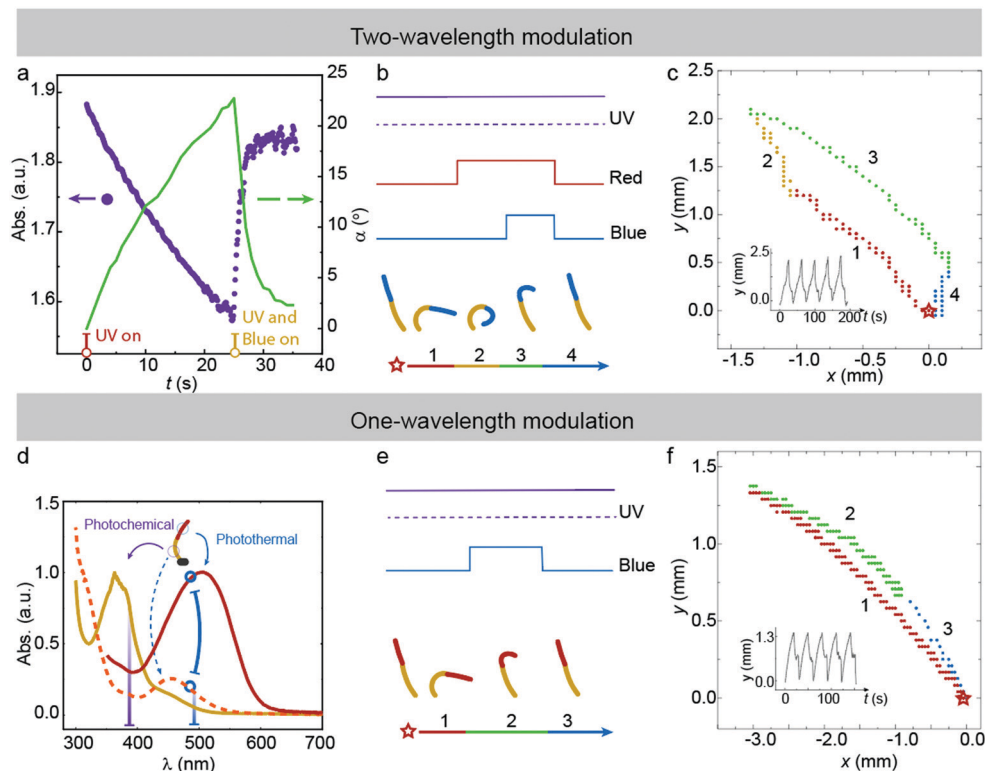 Two-wavelength modulation
a
1.9
1.8
1.7
1.6
Abs. (a.u.)
25
20
15
10
5
0
α (º)
UV on
UV and
Blue on
0
10
20
30
40
t (s)
b
UV
Red
Blue
1
2
3
4
c
2.5
2.0
1.5
1.0
0.5
0.0
y (mm)
2
3
1
4
2.5
0.0
y (mm)
0
100
200
t (s)
-1.5
-1.0
-0.5
0.0
x (mm)
One-wavelength modulation
d
1.5
1.0
0.5
0.0
Abs. (a.u.)
Photochemical
Photothermal
300
400
500
600
700
λ (nm)
e
UV
Blue
1
2
3
f
1.5
1.0
0.5
0.0
y (mm)
2
1
3
1.3
0.0
y (mm)
0
100
t (s)
-3.0
-2.0
-1.0
0.0
x (mm)